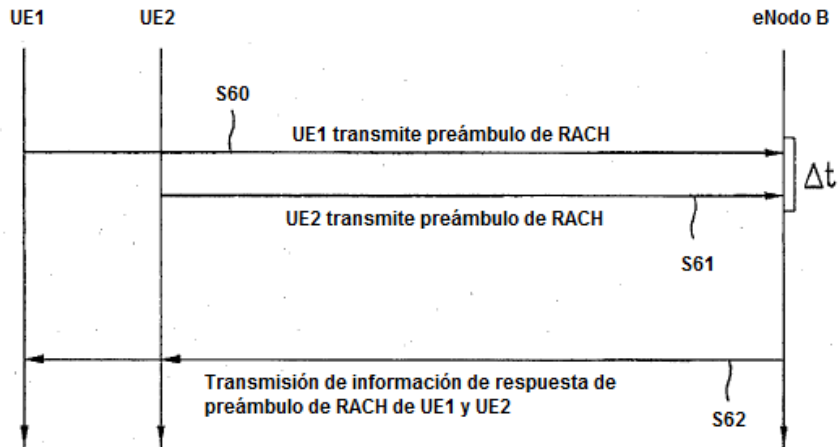 UE1
UE2
eNodo B
S60
UE1 transmite preámbulo de RACH
Δt
UE2 transmite preámbulo de RACH
S61
Transmisión de información de respuesta de
preámbulo de RACH de UE1 y UE2
S62